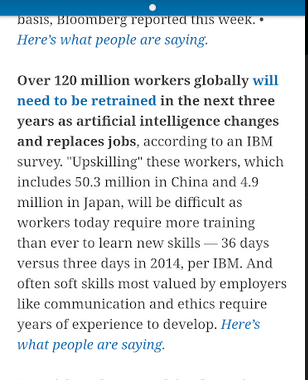 basis, Bloomberg reported this week. •
Here's what people are saying.
Over 120 million workers globally will
need to be retrained in the next three
years as artificial intelligence changes
and replaces jobs, according to an IBM
survey. "Upskilling" these workers, which
includes 50.3 million in China and 4.9
million in Japan, will be difficult as
workers today require more training
than ever to learn new skills — 36 days
versus three days in 2014, per IBM. And
often soft skills most valued by employers
like communication and ethics require
years of experience to develop. Here's
what people are saying.